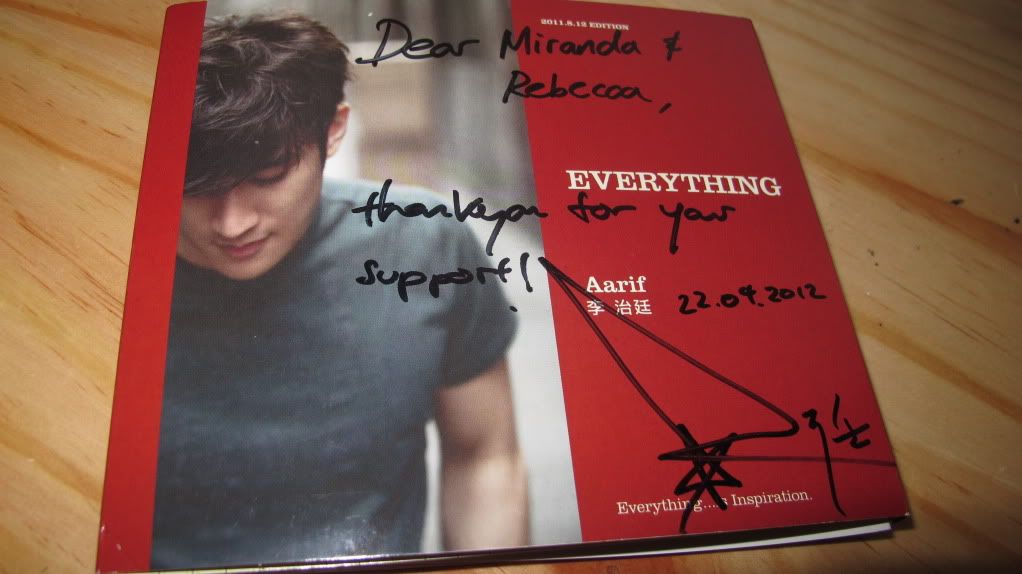 2011.8.12 EDITION
Dear Miranda &
Rebecca,
EVERYTHING
thankyou for your
support!
Aarif
李 治廷
22.04.2012
Everything... Inspiration.